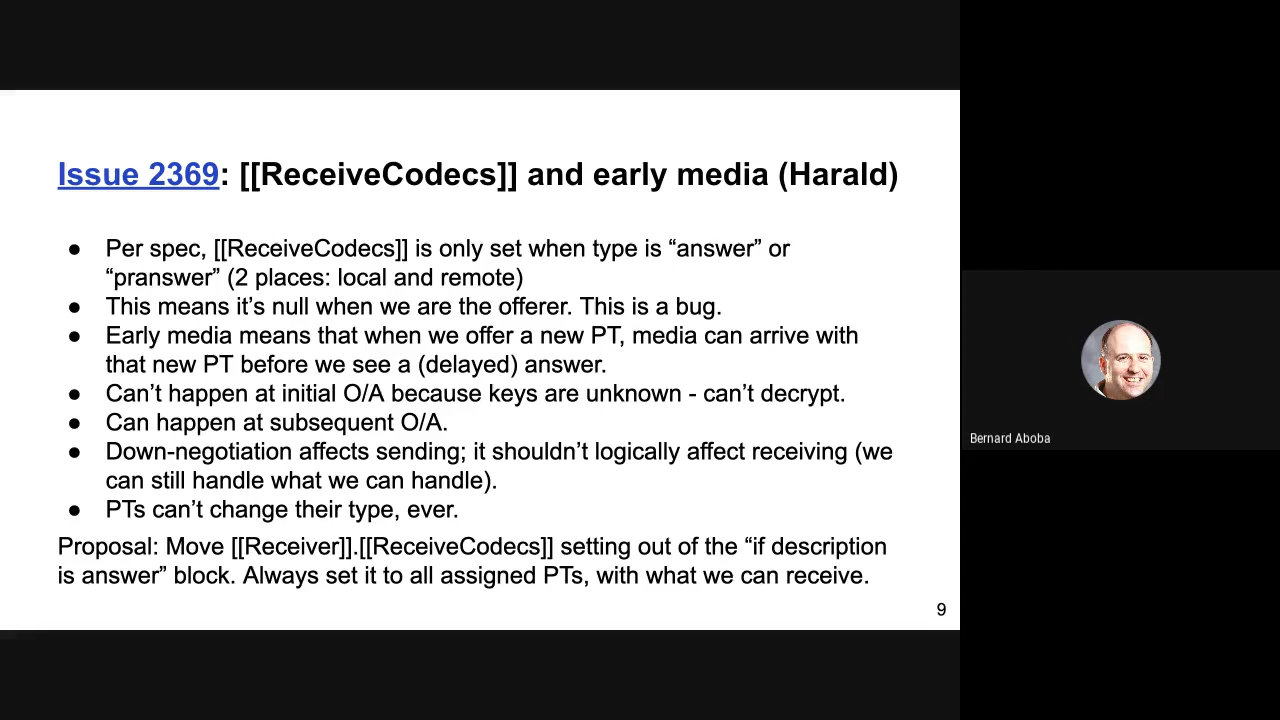 Issue 2369: [[ReceiveCodecs]] and early media (Harald)
● Per spec, [[ReceiveCodecs]] is only set when type is “answer” or
“pranswer” (2 places: local and remote)
● This means it’s null when we are the offerer. This is a bug.
● Early media means that when we offer a new PT, media can arrive with
that new PT before we see a (delayed) answer.
● Can’t happen at initial O/A because keys are unknown - can’t decrypt.
● Can happen at subsequent O/A.
● Down-negotiation affects sending; it shouldn’t logically affect receiving (we
can still handle what we can handle).
● PTs can’t change their type, ever.
Proposal: Move [[Receiver]].[[ReceiveCodecs]] setting out of the “if description
is answer” block. Always set it to all assigned PTs, with what we can receive.
9
Bernard Aboba